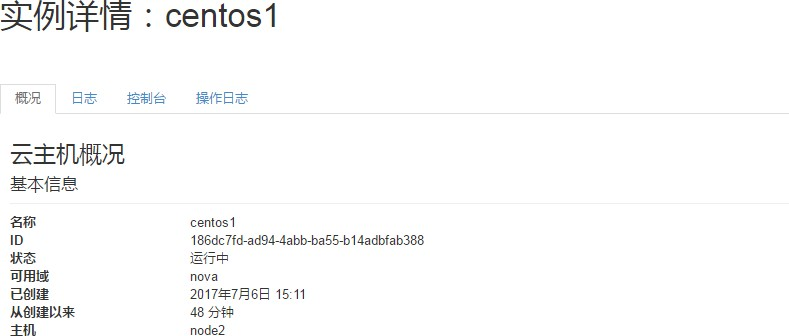 实例详情：centos1
概况 日志 控制台 操作日志
云主机概况
基本信息
名称 centos1
ID 186dc7fd-ad94-4abb-ba55-b14adbfab388
状态 运行中
可用域 nova
已创建 2017年7月6日 15:11
从创建以来 48 分钟
主机 node2